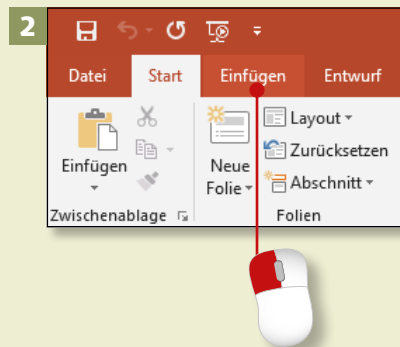 2
Datei Start Einfügen Entwurf
Layout
Zurücksetzen
Einfügen Neue
Folie Abschnitt
Zwischenablage Folien